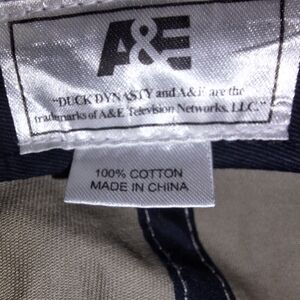 A&E
"DUCK DYNASTY and A&E are the
trademarks of A&E Television Networks, LLC."
100% COTTON
MADE IN CHINA